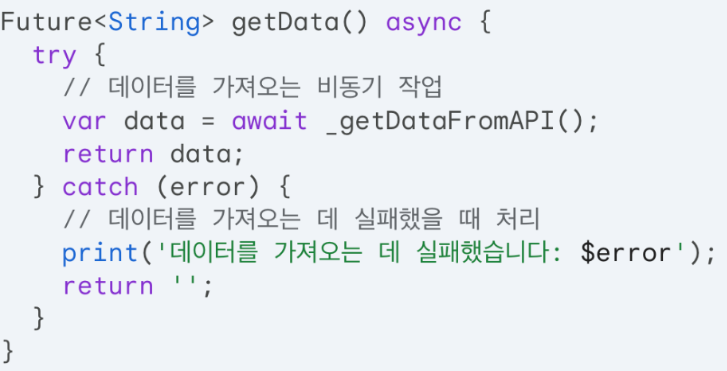 Future<String> getData() async {
  try {
    // 데이터를 가져오는 비동기 작업
    var data = await _getDataFromAPI();
    return data;
  } catch (error) {
    // 데이터를 가져오는 데 실패했을 때 처리
    print('데이터를 가져오는 데 실패했습니다: $error');
    return '';
  }
}